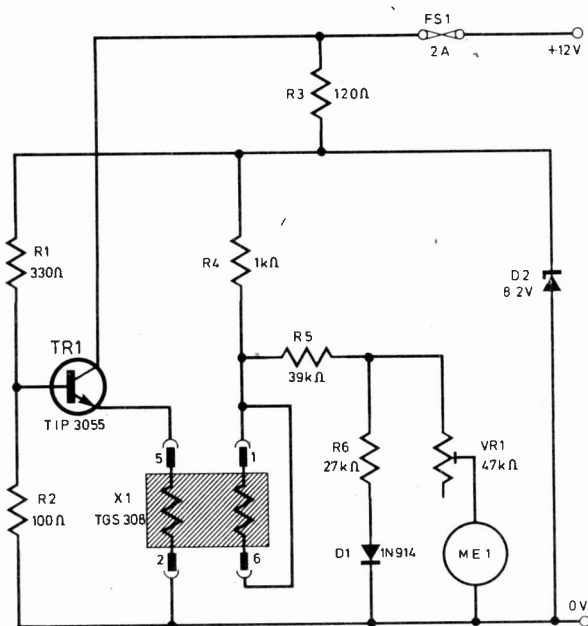 FS1
2A
+12V
R3
120Ω
R1
330Ω
R4
1kΩ
D2
8·2V
R5
39kΩ
TR1
TIP 3055
R6
27kΩ
VR1
47kΩ
5
1
X1
TGS 308
R2
100Ω
2
6
D1
1N914
ME1
0V